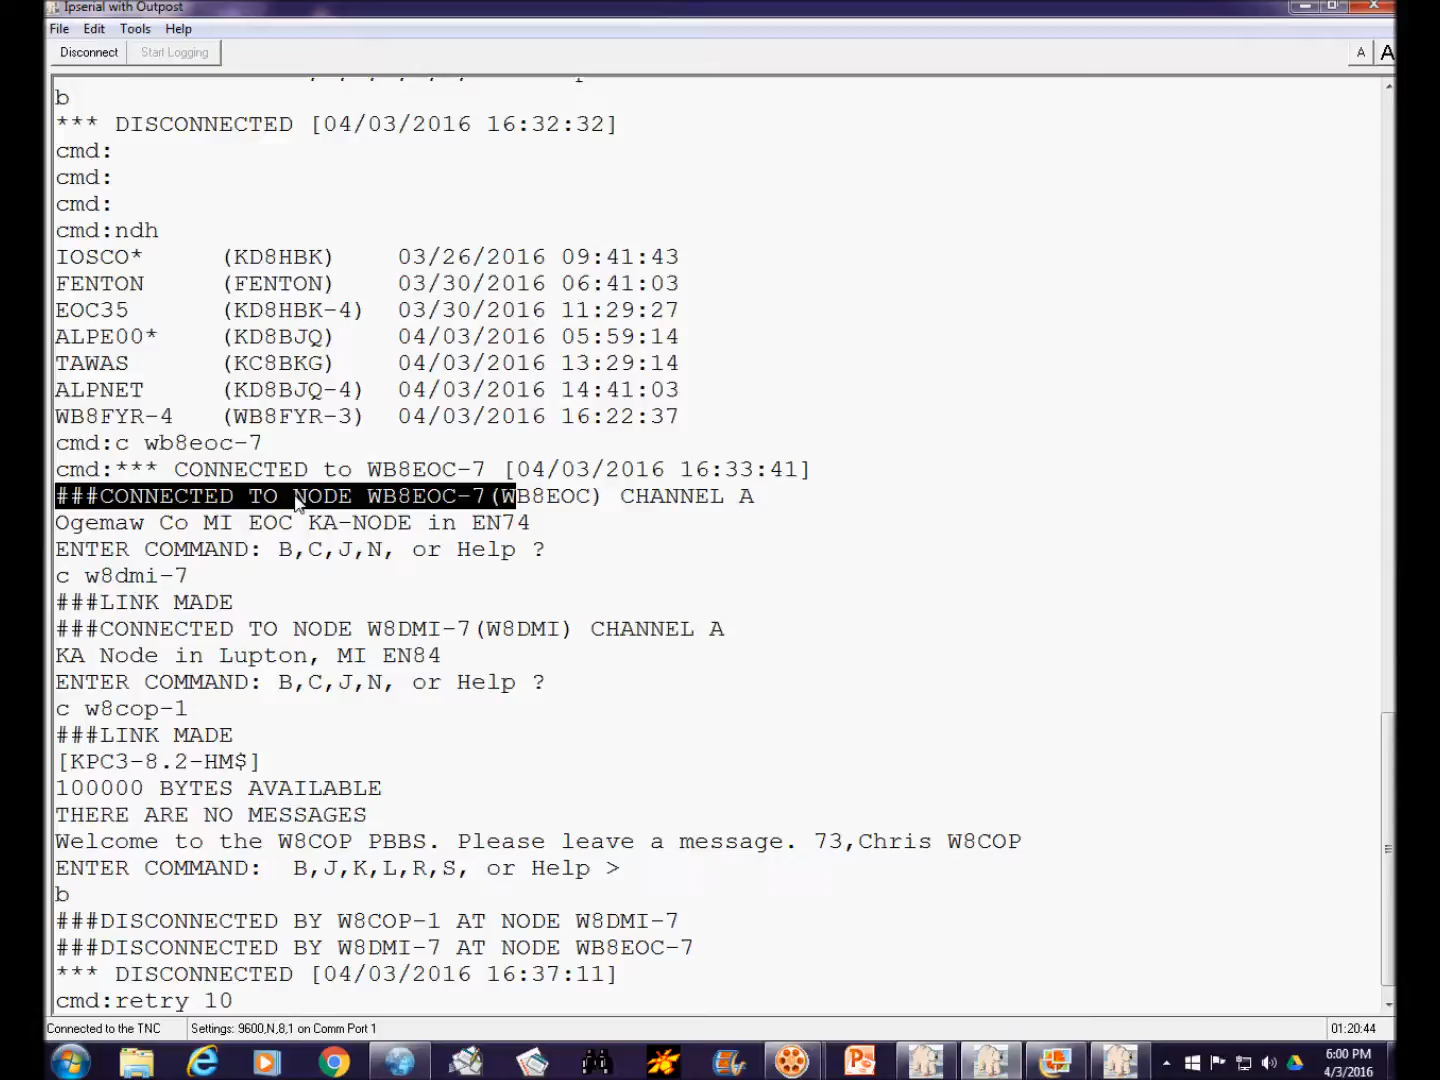 Ipserial with Outpost
File Edit Tools Help
Disconnect Start Logging A A
b
*** DISCONNECTED [04/03/2016 16:32:32]
cmd:
cmd:
cmd:
cmd:ndh
IOSCO* (KD8HBK) 03/26/2016 09:41:43
FENTON (FENTON) 03/30/2016 06:41:03
EOC35 (KD8HBK-4) 03/30/2016 11:29:27
ALPE00* (KD8BJQ) 04/03/2016 05:59:14
TAWAS (KC8BKG) 04/03/2016 13:29:14
ALPNET (KD8BJQ-4) 04/03/2016 14:41:03
WB8FYR-4 (WB8FYR-3) 04/03/2016 16:22:37
cmd:c wb8eoc-7
cmd:*** CONNECTED to WB8EOC-7 [04/03/2016 16:33:41]
###CONNECTED TO NODE WB8EOC-7(WB8EOC) CHANNEL A
Ogemaw Co MI EOC KA-NODE in EN74
ENTER COMMAND: B,C,J,N, or Help ?
c w8dmi-7
###LINK MADE
###CONNECTED TO NODE W8DMI-7(W8DMI) CHANNEL A
KA Node in Lupton, MI EN84
ENTER COMMAND: B,C,J,N, or Help ?
c w8cop-1
###LINK MADE
[KPC3-8.2-HM$]
100000 BYTES AVAILABLE
THERE ARE NO MESSAGES
Welcome to the W8COP PBBS. Please leave a message. 73,Chris W8COP
ENTER COMMAND:  B,J,K,L,R,S, or Help >
b
###DISCONNECTED BY W8COP-1 AT NODE W8DMI-7
###DISCONNECTED BY W8DMI-7 AT NODE WB8EOC-7
*** DISCONNECTED [04/03/2016 16:37:11]
cmd:retry 10
Connected to the TNC Settings: 9600,N,8,1 on Comm Port 1 01:20:44
6:00 PM
4/3/2016